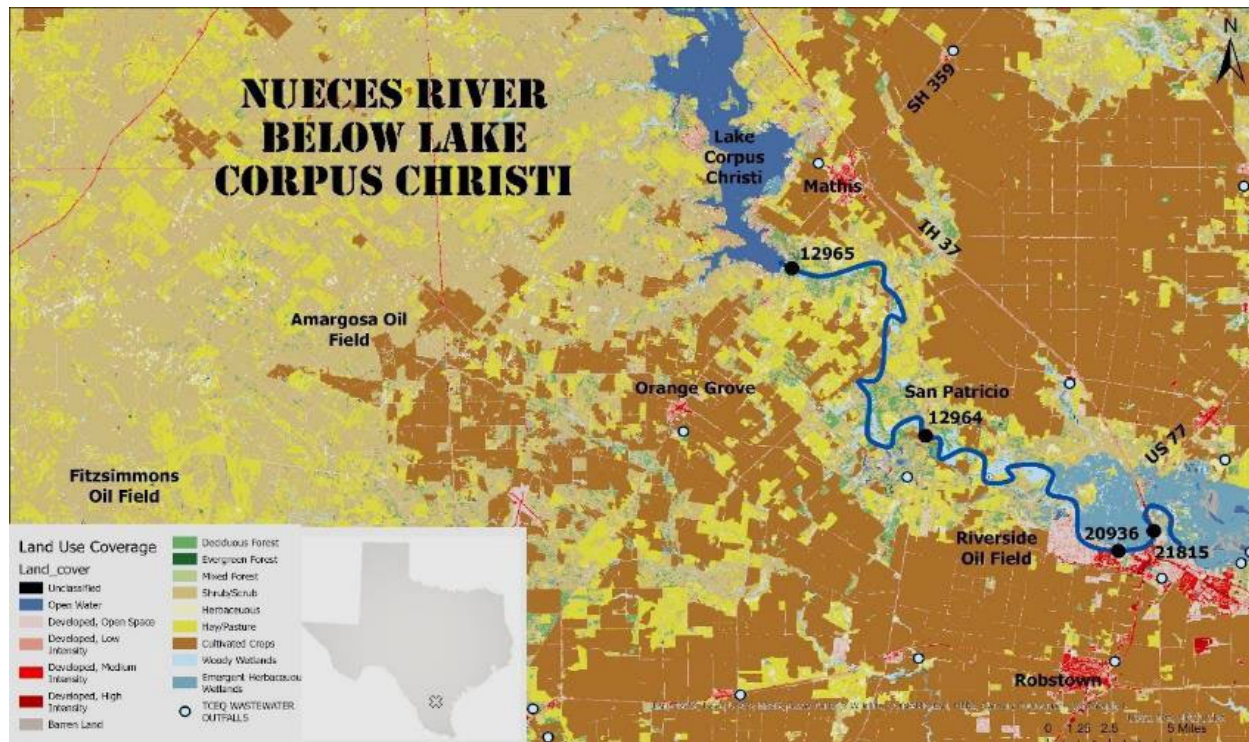 NUECES RIVER
BELOW LAKE
CORPUS CHRISTI
N
SH 359
Lake
Corpus
Christi
Mathis
IH 37
12965
Amargosa Oil
Field
Orange Grove
San Patricio
12964
US 77
Fitzsimmons
Oil Field
Riverside
Oil Field
20936
21815
Robstown
0 1.25 2.5 5 Miles
Land Use Coverage
Land_cover
Unclassified
Open Water
Developed, Open Space
Developed, Low
Intensity
Developed, Medium
Intensity
Developed, High
Intensity
Barren Land
Deciduous Forest
Evergreen Forest
Mixed Forest
Shrub/Scrub
Herbaceuous
Hay/Pasture
Cultivated Crops
Woody Wetlands
Emergent Herbaceuou
Wetlands
TCEQ WASTEWATER
OUTFALLS